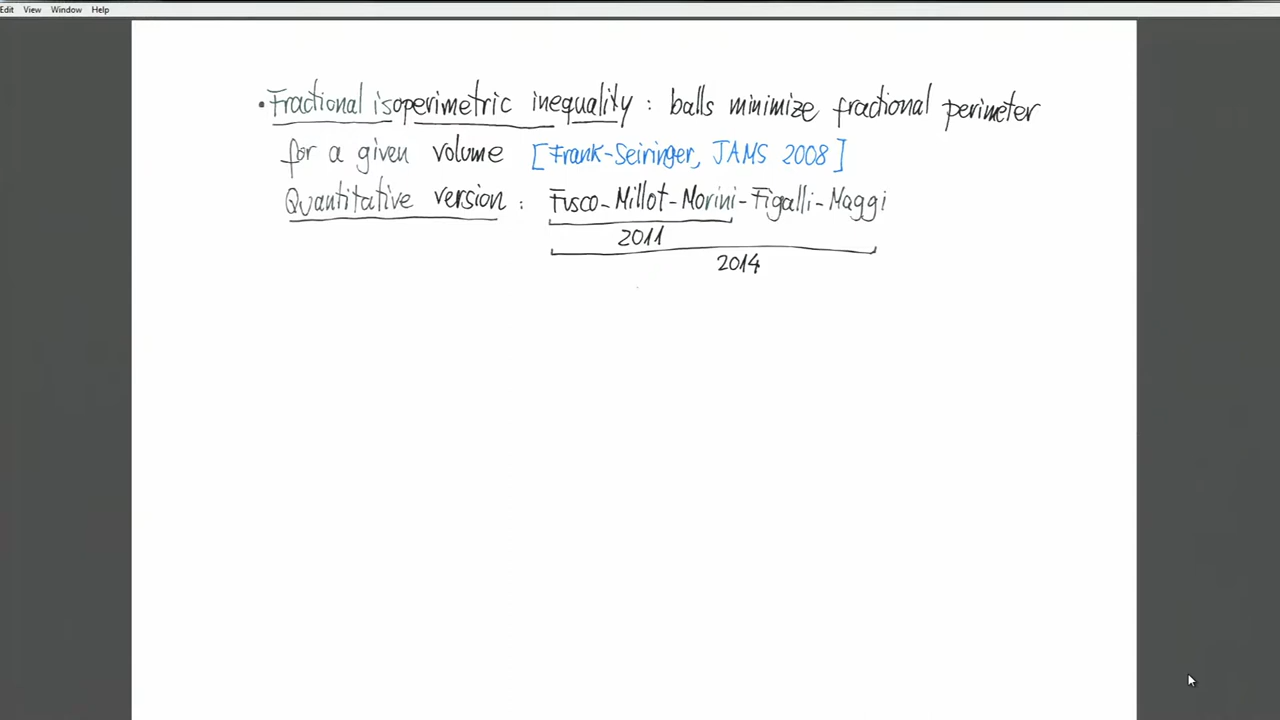 Edit View Window Help
• Fractional isoperimetric inequality : balls minimize fractional perimeter
for a given volume [Frank-Seiringer, JAMS 2008]
Quantitative version : Fusco-Millot-Morini-Figalli-Maggi
2011
2014